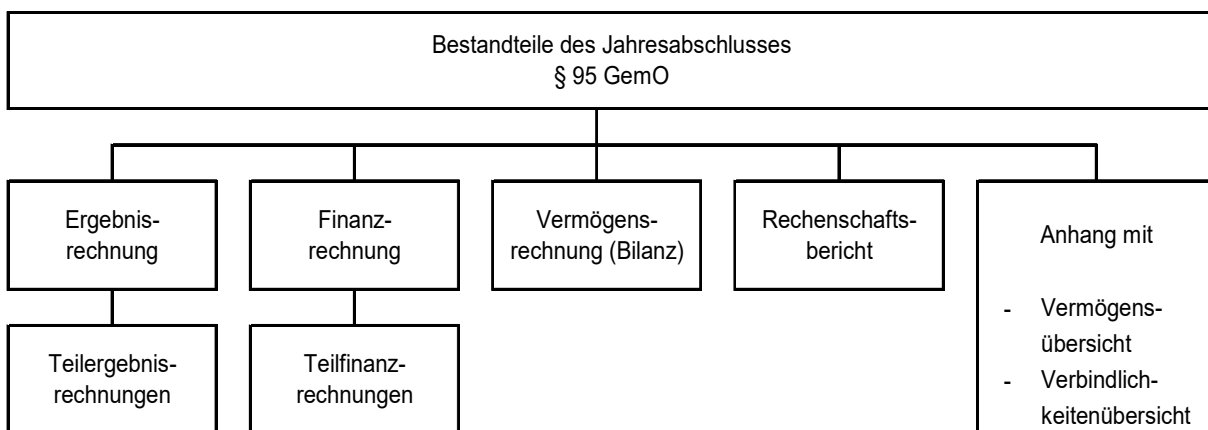 Bestandteile des Jahresabschlusses
§ 95 GemO
Ergebnis-
rechnung
Finanz-
rechnung
Vermögens-
rechnung (Bilanz)
Rechenschafts-
bericht
Anhang mit
- Vermögens-
übersicht
- Verbindlich-
keitenübersicht
Teilergebnis-
rechnungen
Teilfinanz-
rechnungen